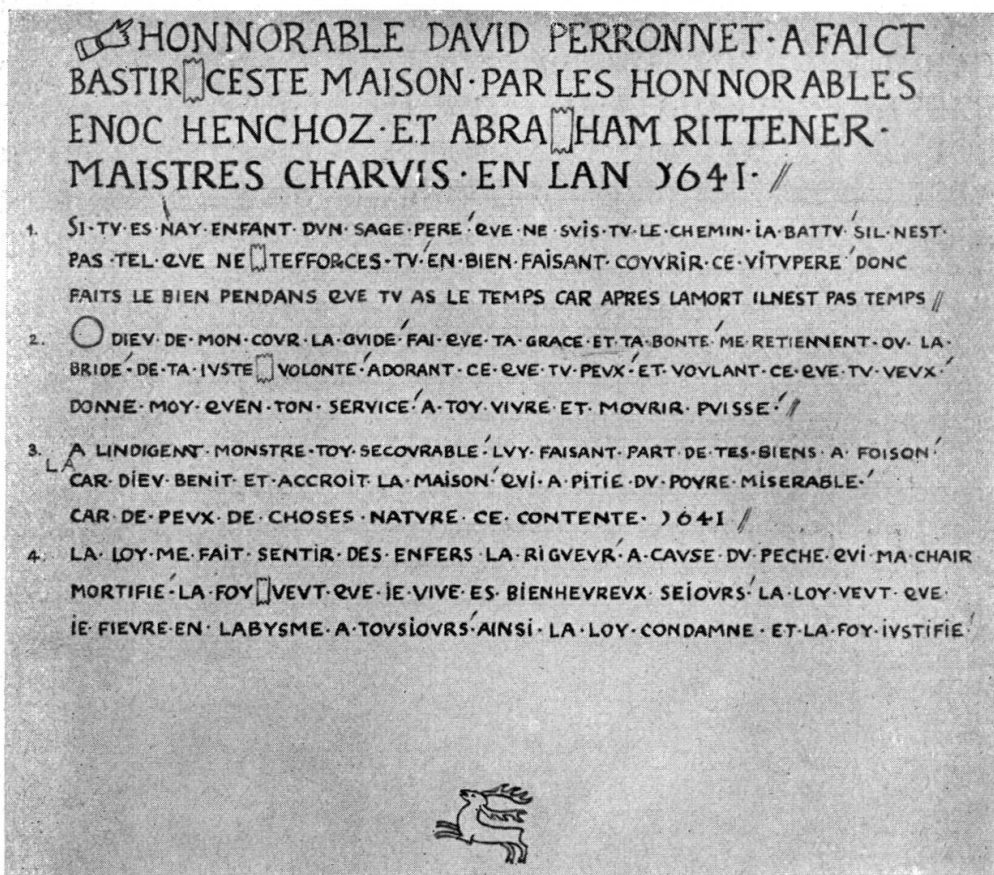 HONNORABLE DAVID PERRONNET·A FAICT
BASTIR CESTE MAISON·PAR LES HONNORABLES
ENOC HENCHOZ·ET ABRA HAM RITTENER·
MAISTRES CHARVIS·EN LAN 1641· //
1. SI·TV·ES·NAY·ENFANT·DVN·SAGE·PERE′QVE·NE·SVIS·TV·LE·CHEMIN·IA·BATTV′SIL·NEST·
PAS·TEL·QVE NE TEFFORCES·TV′EN·BIEN·FAISANT·COVVRIR·CE·VITVPERE′DONC
FAITS LE BIEN PENDANS QVE TV AS LE TEMPS CAR APRES LAMORT ILNEST PAS TEMPS //
2. O DIEV·DE·MON·COVR·LA·GVIDE′FAI·QVE·TA·GRACE·ET·TA·BONTE′ME·RETIENNENT·OV·LA·
BRIDE′·DE·TA·IVSTE VOLONTE′ADORANT·CE·QVE·TV·PEVX′·ET·VOVLANT·CE·QVE·TV·VEVX·′
DONNE·MOY·QVEN·TON·SERVICE′A·TOY·VIVRE·ET·MOVRIR·PVISSE·′//
3. A LINDIGENT·MONSTRE·TOY·SECOVRABLE·′LVY·FAISANT·PART·DE·TES·BIENS·A·FOISON·′
LA
CAR·DIEV·BENIT·ET·ACCROIT·LA·MAISON·′QVI·A·PITIE·DV·POVRE·MISERABLE·′
CAR·DE·PEVX·DE·CHOSES·NATVRE·CE·CONTENTE· 1641 //
4. LA·LOY·ME·FAIT·SENTIR·DES·ENFERS·LA·RIGVEVR′A·CAVSE·DV·PECHE·QVI·MA·CHAIR
MORTIFIE·′LA·FOY VEVT·QVE·IE·VIVE·ES·BIENHEVREVX·SEIOVRS·′LA·LOY·VEVT·QVE·
IE·FIEVRE·EN·LABYSME·A·TOVSIOVRS′AINSI·LA·LOY·CONDAMNE·ET·LA·FOY·IVSTIFIE·′